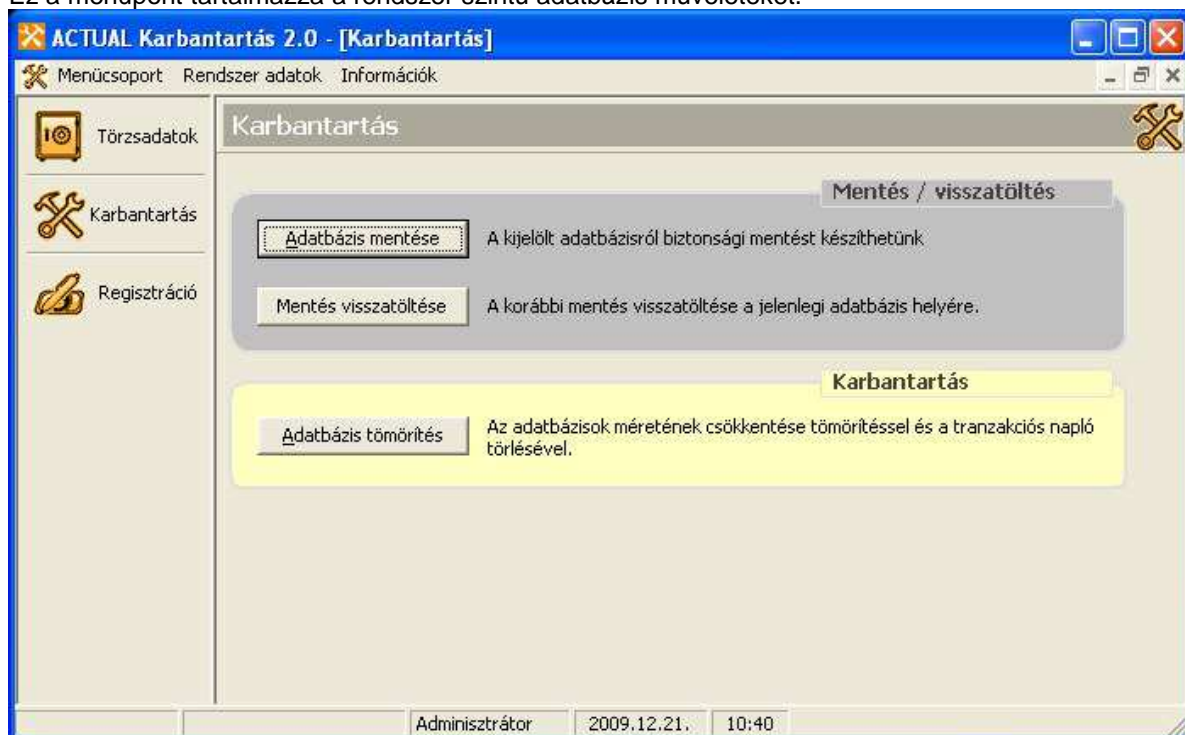 Ez a menüpont tartalmazza a rendszer szintű adatbázis műveleteket.
ACTUAL Karbantartás 2.0 - [Karbantartás]
Menücsoport Rendszer adatok Információk
Törzsadatok
Karbantartás
Regisztráció
Karbantartás
Mentés / visszatöltés
Adatbázis mentése
A kijelölt adatbázisról biztonsági mentést készíthetünk
Mentés visszatöltése
A korábbi mentés visszatöltése a jelenlegi adatbázis helyére.
Karbantartás
Adatbázis tömörítés
Az adatbázisok méretének csökkentése tömörítéssel és a tranzakciós napló
törlésével.
Adminisztrátor 2009.12.21. 10:40